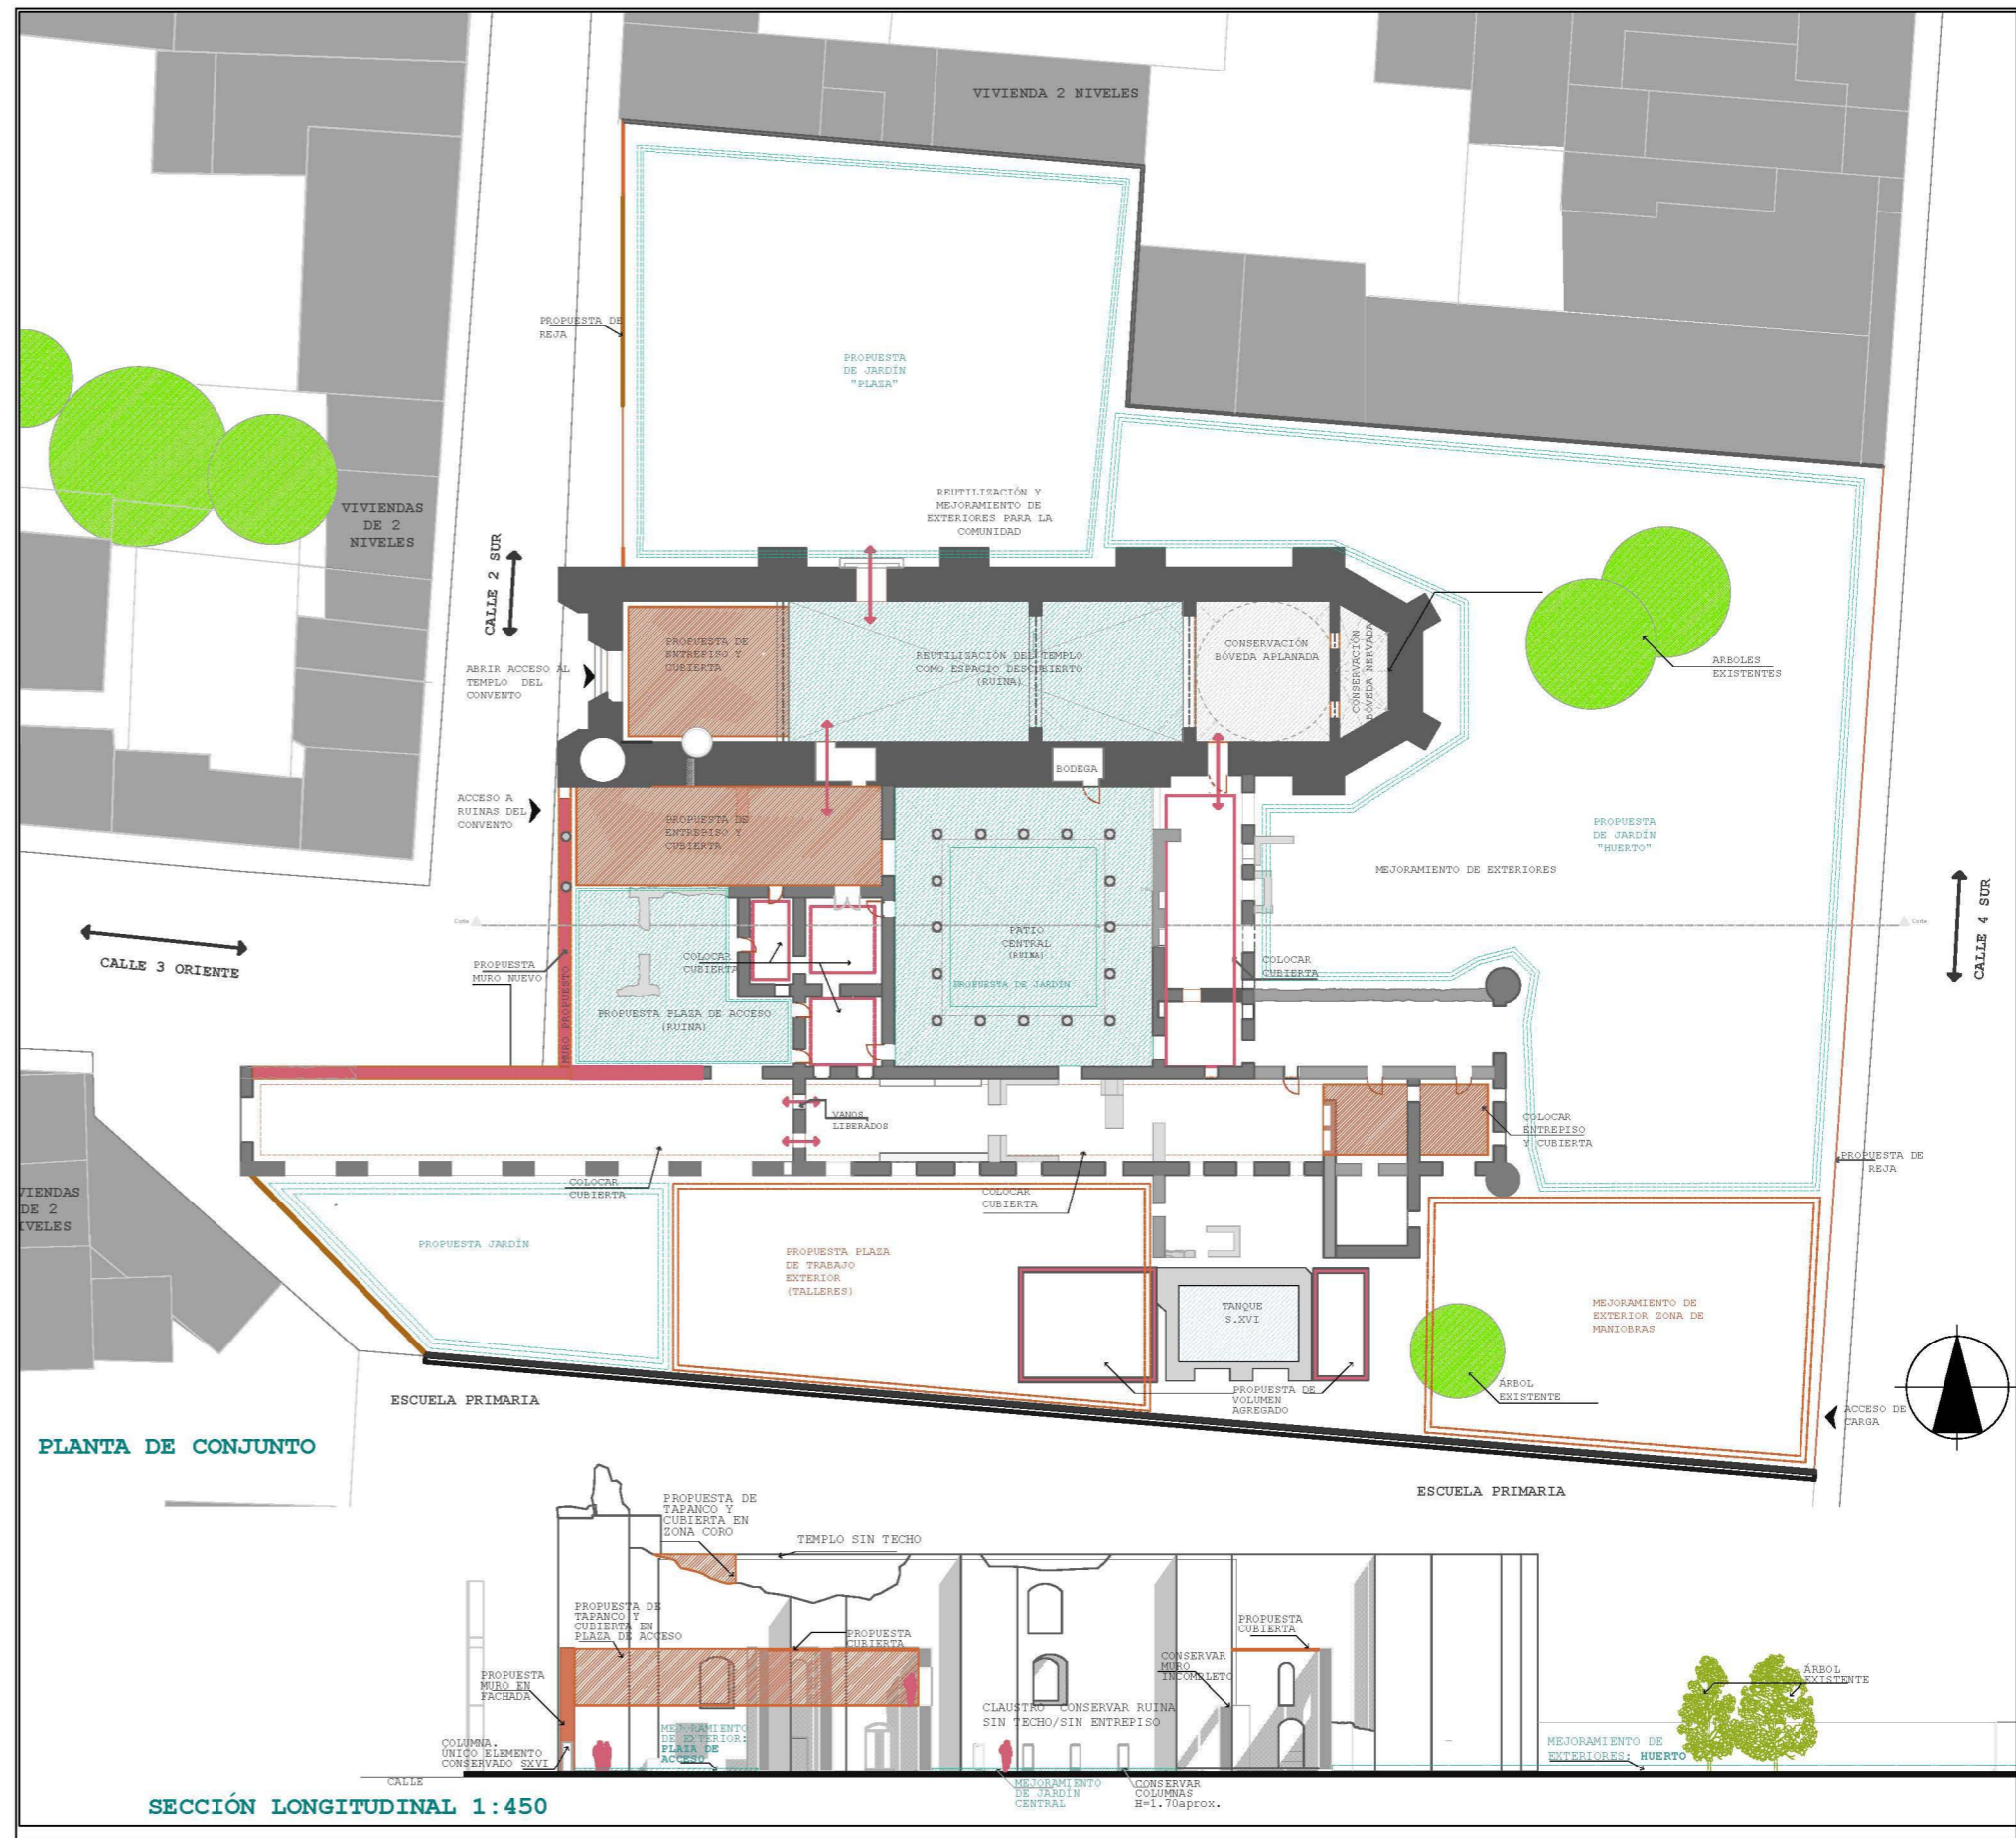 VIVIENDA 2 NIVELES
PROPUESTA DE
REJA
PROPUESTA
DE JARDÍN
"PLAZA"
VIVIENDAS
DE 2
NIVELES
REUTILIZACIÓN Y
MEJORAMIENTO DE
EXTERIORES PARA LA
COMUNIDAD
CALLE 2 SUR
ABRIR ACCESO AL
TEMPLO DEL
CONVENTO
PROPUESTA DE
ENTREPISO Y
CUBIERTA
REUTILIZACIÓN DEL TEMPLO
COMO ESPACIO DESCUBIERTO
(RUINA)
CONSERVACIÓN
BÓVEDA APLANADA
CONSERVACIÓN
BÓVEDA NERVADA
ARBOLES
EXISTENTES
BODEGA
ACCESO A
RUINAS DEL
CONVENTO
PROPUESTA DE
ENTREPISO Y
CUBIERTA
PROPUESTA
DE JARDÍN
"HUERTO"
MEJORAMIENTO DE EXTERIORES
Corte
Corte
CALLE 4 SUR
CALLE 3 ORIENTE
PROPUESTA
MURO NUEVO
MURO PROPUESTO
COLOCAR
CUBIERTA
PATIO
CENTRAL
(RUINA)
PROPUESTA DE JARDÍN
COLOCAR
CUBIERTA
PROPUESTA PLAZA DE ACCESO
(RUINA)
VANOS
LIBERADOS
COLOCAR
ENTREPISO
Y CUBIERTA
PROPUESTA DE
REJA
VIENDAS
DE 2
IVELES
COLOCAR
CUBIERTA
COLOCAR
CUBIERTA
PROPUESTA JARDÍN
PROPUESTA PLAZA
DE TRABAJO
EXTERIOR
(TALLERES)
TANQUE
S.XVI
MEJORAMIENTO DE
EXTERIOR ZONA DE
MANIOBRAS
PROPUESTA DE
VOLUMEN
AGREGADO
ÁRBOL
EXISTENTE
ACCESO DE
CARGA
ESCUELA PRIMARIA
ESCUELA PRIMARIA
PLANTA DE CONJUNTO
PROPUESTA DE
TAPANCO Y
CUBIERTA EN
ZONA CORO
TEMPLO SIN TECHO
PROPUESTA DE
TAPANCO Y
CUBIERTA EN
PLAZA DE ACCESO
PROPUESTA
CUBIERTA
PROPUESTA
CUBIERTA
PROPUESTA
MURO EN
FACHADA
CONSERVAR
MURO
INCOMPLETO
CLAUSTRO CONSERVAR RUINA
SIN TECHO/SIN ENTREPISO
ÁRBOL
EXISTENTE
COLUMNA.
ÚNICO ELEMENTO
CONSERVADO SXVI
MEJORAMIENTO
DE EXTERIOR:
PLAZA DE
ACCESO
MEJORAMIENTO DE
EXTERIORES: HUERTO
CALLE
MEJORAMIENTO
DE JARDÍN
CENTRAL
CONSERVAR
COLUMNAS
H=1.70aprox.
SECCIÓN LONGITUDINAL 1:450